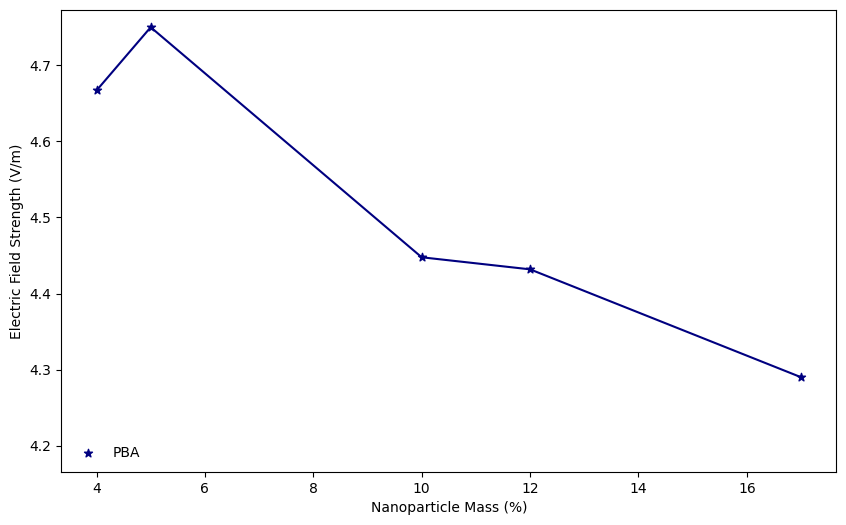 Electric Field Strength (V/m)
4.7
4.6
4.5
4.4
4.3
4.2
PBA
4 6 8 10 12 14 16
Nanoparticle Mass (%)